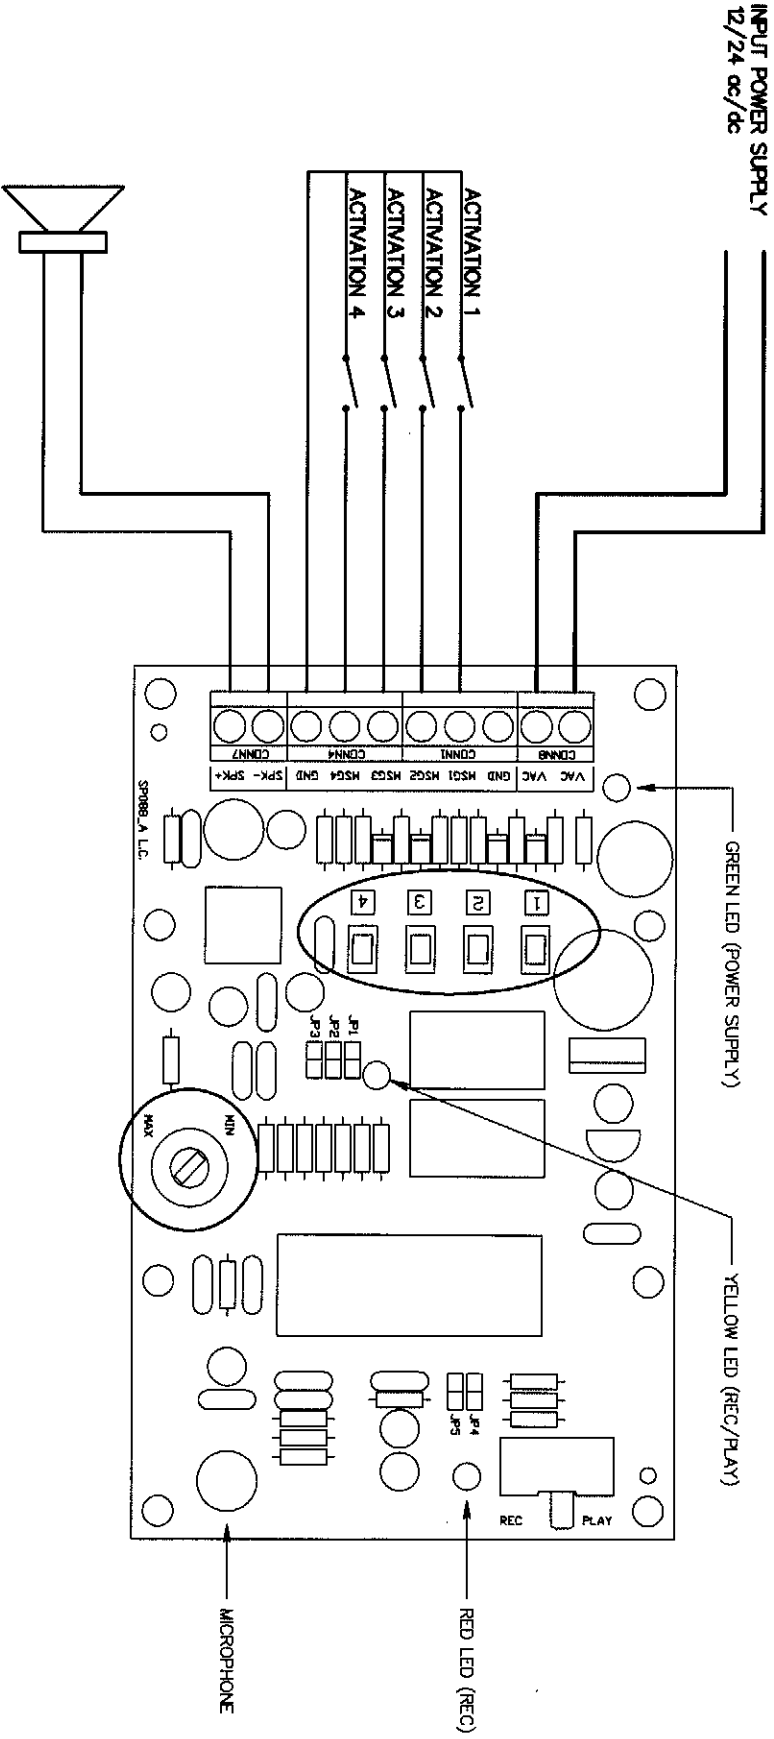 INPUT POWER SUPPLY
12/24 ac/dc
ACTIVATION 1
ACTIVATION 2
ACTIVATION 3
ACTIVATION 4
CONN8
CONN1
CONN4
CONN7
VAC
VAC
GND
MSG1
MSG2
MSG3
MSG4
GND
SPK-
SPK+
SP088_A L.C.
GREEN LED (POWER SUPPLY)
1
2
3
4
JP1
JP2
JP3
MIN
MAX
YELLOW LED (REC/PLAY)
JP4
JP5
REC
PLAY
RED LED (REC)
MICROPHONE